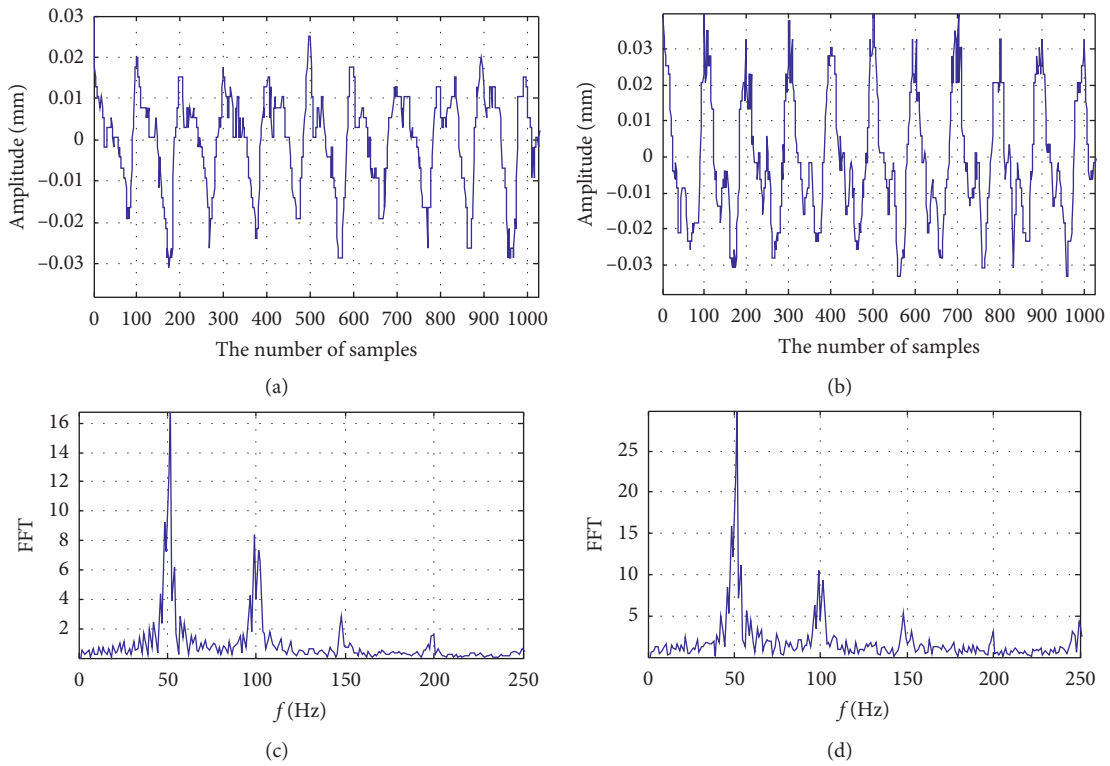 0.03
0.02
0.01
0
−0.01
−0.02
−0.03
Amplitude (mm)
0 100 200 300 400 500 600 700 800 900 1000
The number of samples
(a)
0.03
0.02
0.01
0
−0.01
−0.02
−0.03
Amplitude (mm)
0 100 200 300 400 500 600 700 800 900 1000
The number of samples
(b)
16
14
12
10
8
6
4
2
FFT
0 50 100 150 200 250
f (Hz)
(c)
25
20
15
10
5
FFT
0 50 100 150 200 250
f (Hz)
(d)